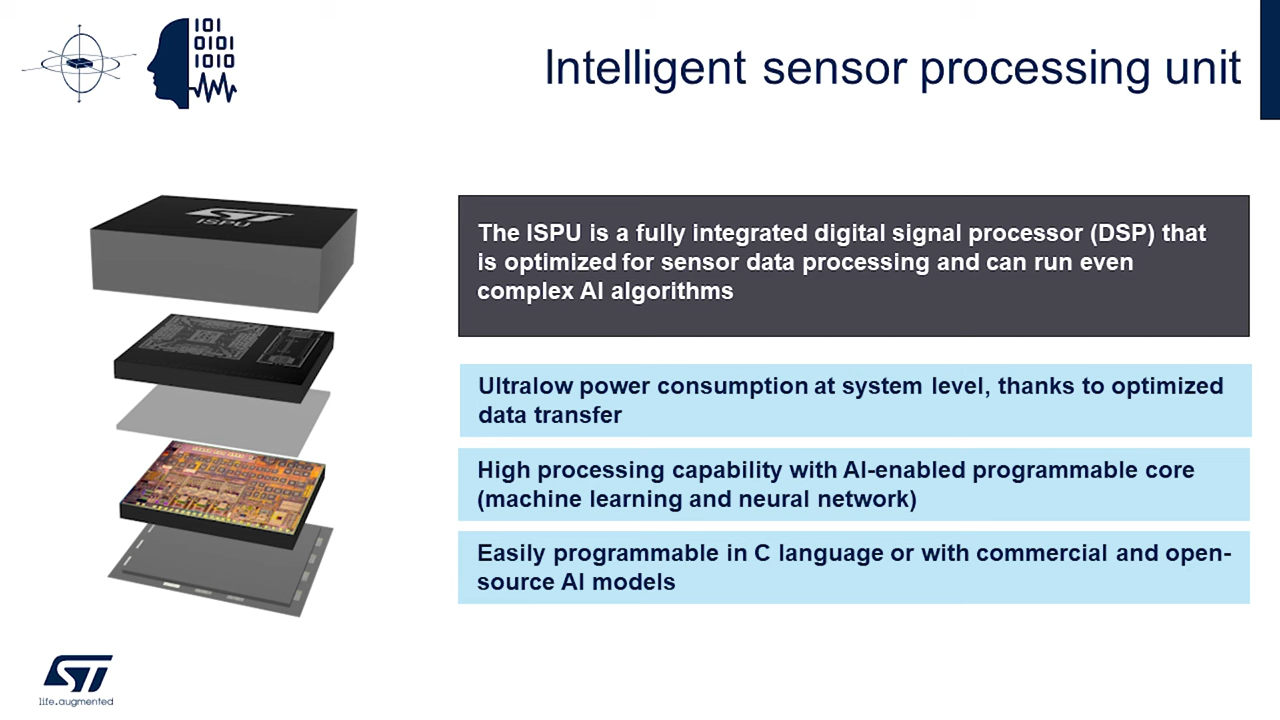 101
0101
1010
Intelligent sensor processing unit
ST
ISPU
The ISPU is a fully integrated digital signal processor (DSP) that
is optimized for sensor data processing and can run even
complex AI algorithms
Ultralow power consumption at system level, thanks to optimized
data transfer
High processing capability with AI-enabled programmable core
(machine learning and neural network)
Easily programmable in C language or with commercial and open-
source AI models
ST
life.augmented